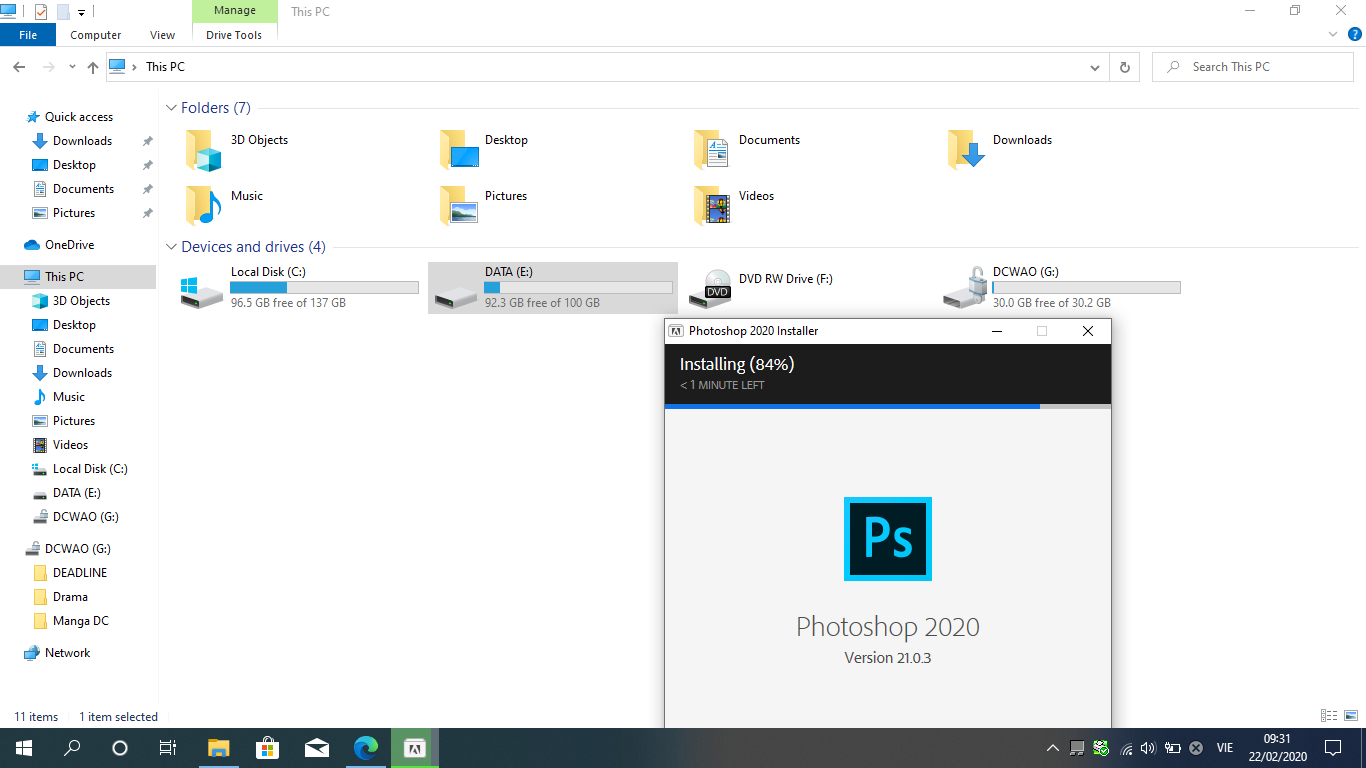 Manage
This PC
File
Computer
View
Drive Tools
This PC
Search This PC
Quick access
Downloads
Desktop
Documents
Pictures
OneDrive
This PC
3D Objects
Desktop
Documents
Downloads
Music
Pictures
Videos
Local Disk (C:)
DATA (E:)
DCWAO (G:)
DCWAO (G:)
DEADLINE
Drama
Manga DC
Network
Folders (7)
3D Objects
Desktop
Documents
Downloads
Music
Pictures
Videos
Devices and drives (4)
Local Disk (C:)
96.5 GB free of 137 GB
DATA (E:)
92.3 GB free of 100 GB
DVD
DVD RW Drive (F:)
DCWAO (G:)
30.0 GB free of 30.2 GB
Photoshop 2020 Installer
Installing (84%)
< 1 MINUTE LEFT
Ps
Photoshop 2020
Version 21.0.3
11 items
1 item selected
VIE
09:31
22/02/2020